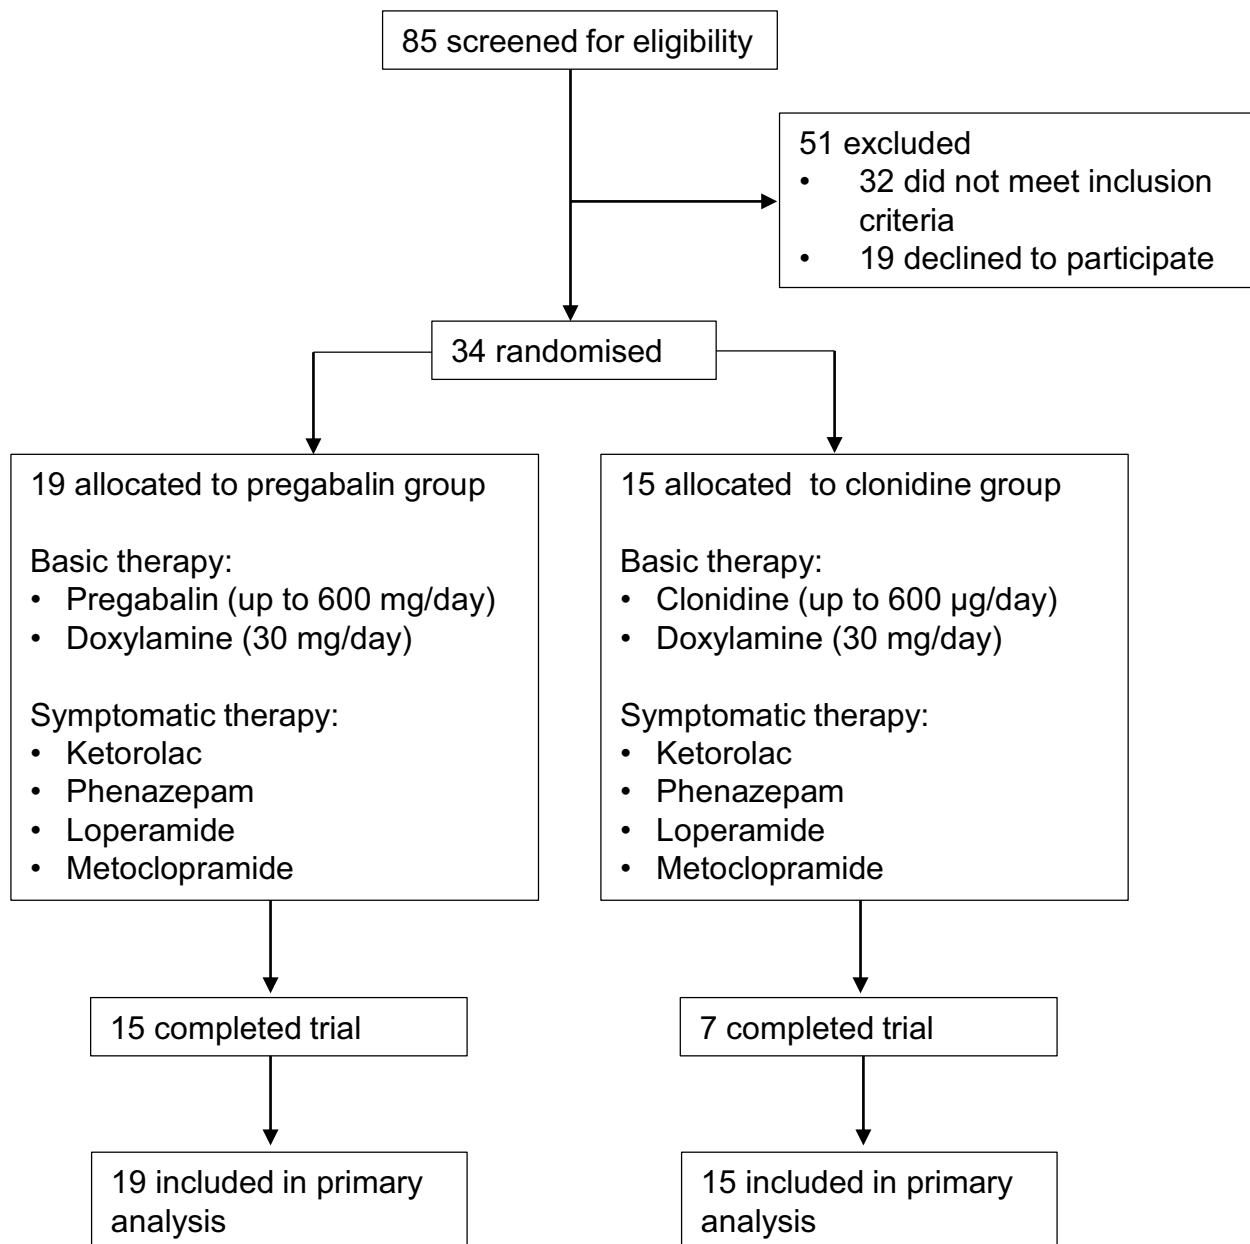 85 screened for eligibility
51 excluded
• 32 did not meet inclusion
criteria
• 19 declined to participate
34 randomised
19 allocated to pregabalin group
Basic therapy:
• Pregabalin (up to 600 mg/day)
• Doxylamine (30 mg/day)
Symptomatic therapy:
• Ketorolac
• Phenazepam
• Loperamide
• Metoclopramide
15 allocated  to clonidine group
Basic therapy:
• Clonidine (up to 600 µg/day)
• Doxylamine (30 mg/day)
Symptomatic therapy:
• Ketorolac
• Phenazepam
• Loperamide
• Metoclopramide
15 completed trial
7 completed trial
19 included in primary
analysis
15 included in primary
analysis